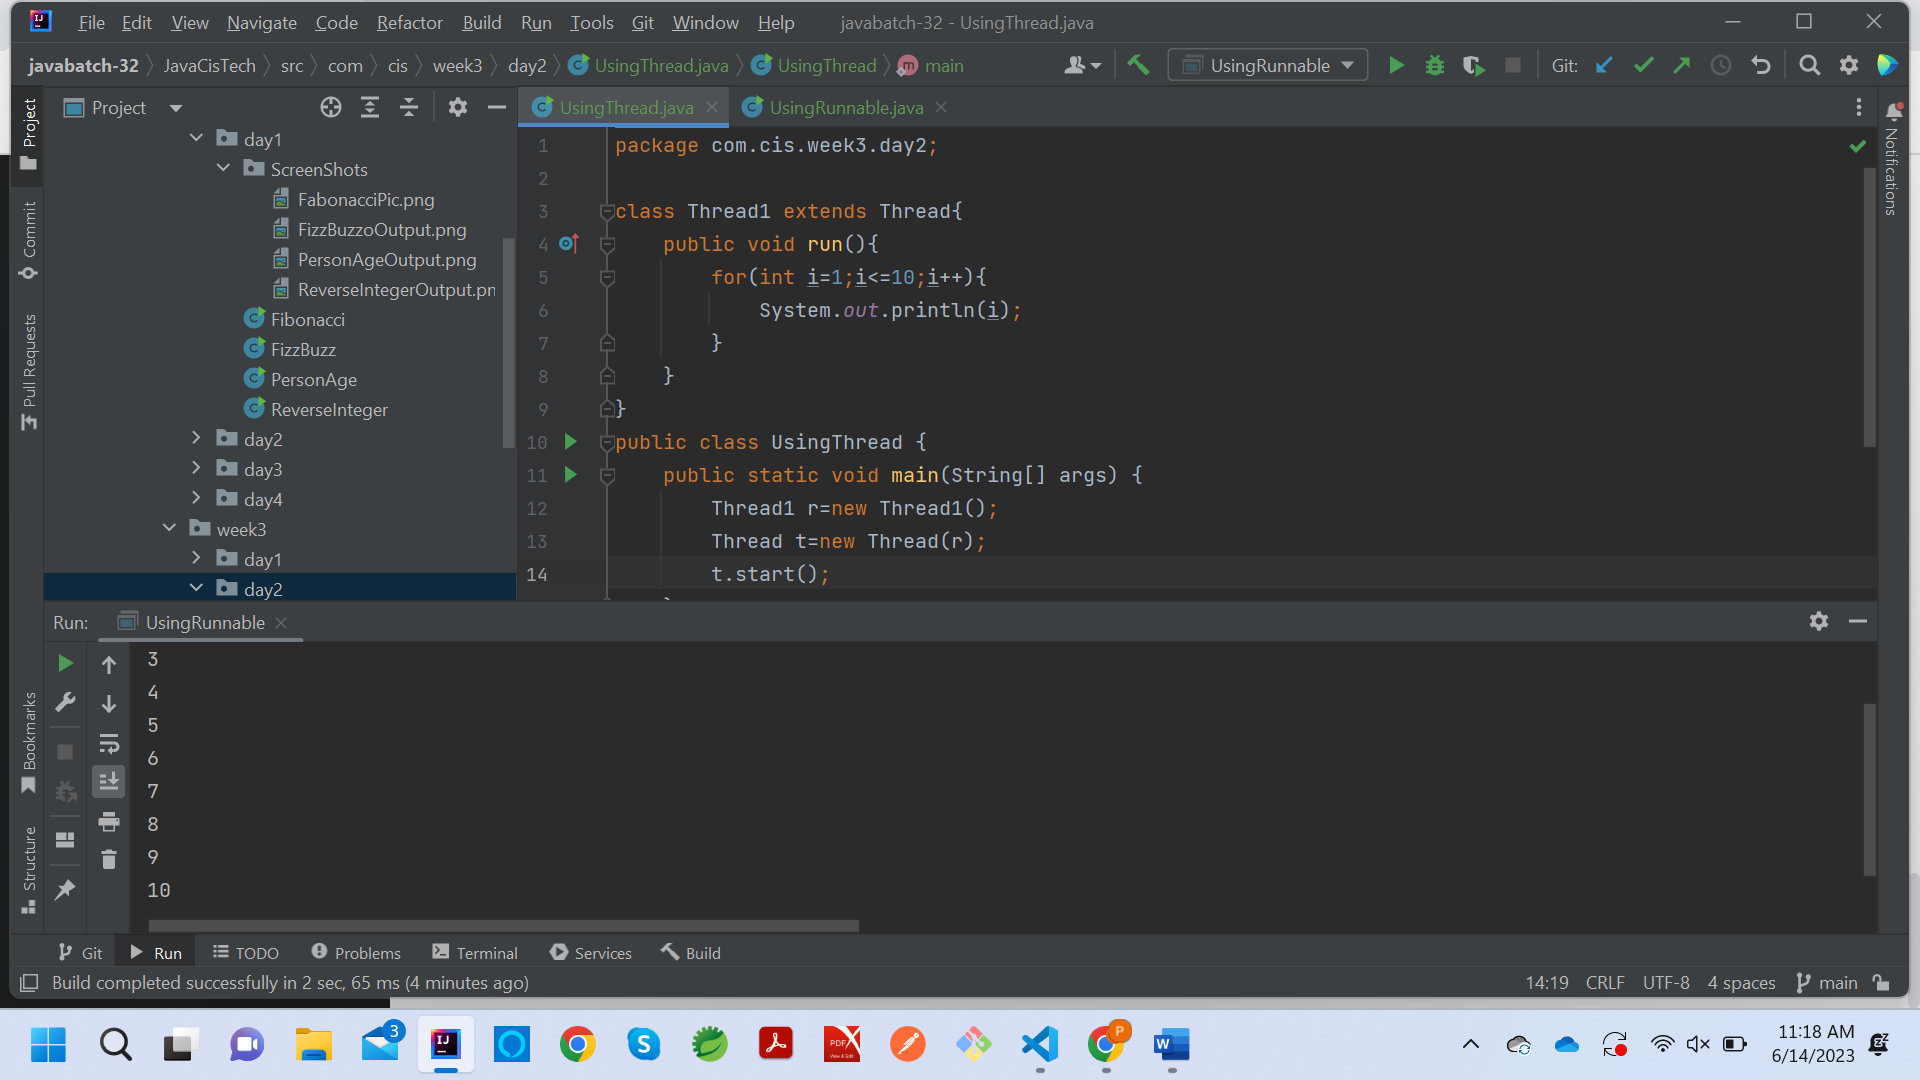 File Edit View Navigate Code Refactor Build Run Tools Git Window Help javabatch-32 - UsingThread.java
javabatch-32 JavaCisTech src com cis week3 day2 UsingThread.java UsingThread main UsingRunnable Git:
Project
UsingThread.java UsingRunnable.java
Project
Commit
Pull Requests
Bookmarks
Structure
Notifications
day1
ScreenShots
FabonacciPic.png
FizzBuzzoOutput.png
PersonAgeOutput.png
ReverseIntegerOutput.pn
Fibonacci
FizzBuzz
PersonAge
ReverseInteger
day2
day3
day4
week3
day1
day2
1 package com.cis.week3.day2;
2
3 class Thread1 extends Thread{
4 public void run(){
5 for(int i=1;i<=10;i++){
6 System.out.println(i);
7 }
8 }
9 }
10 public class UsingThread {
11 public static void main(String[] args) {
12 Thread1 r=new Thread1();
13 Thread t=new Thread(r);
14 t.start();
Run: UsingRunnable
3
4
5
6
7
8
9
10
Git Run TODO Problems Terminal Services Build
Build completed successfully in 2 sec, 65 ms (4 minutes ago) 14:19 CRLF UTF-8 4 spaces main
3
P
11:18 AM
6/14/2023